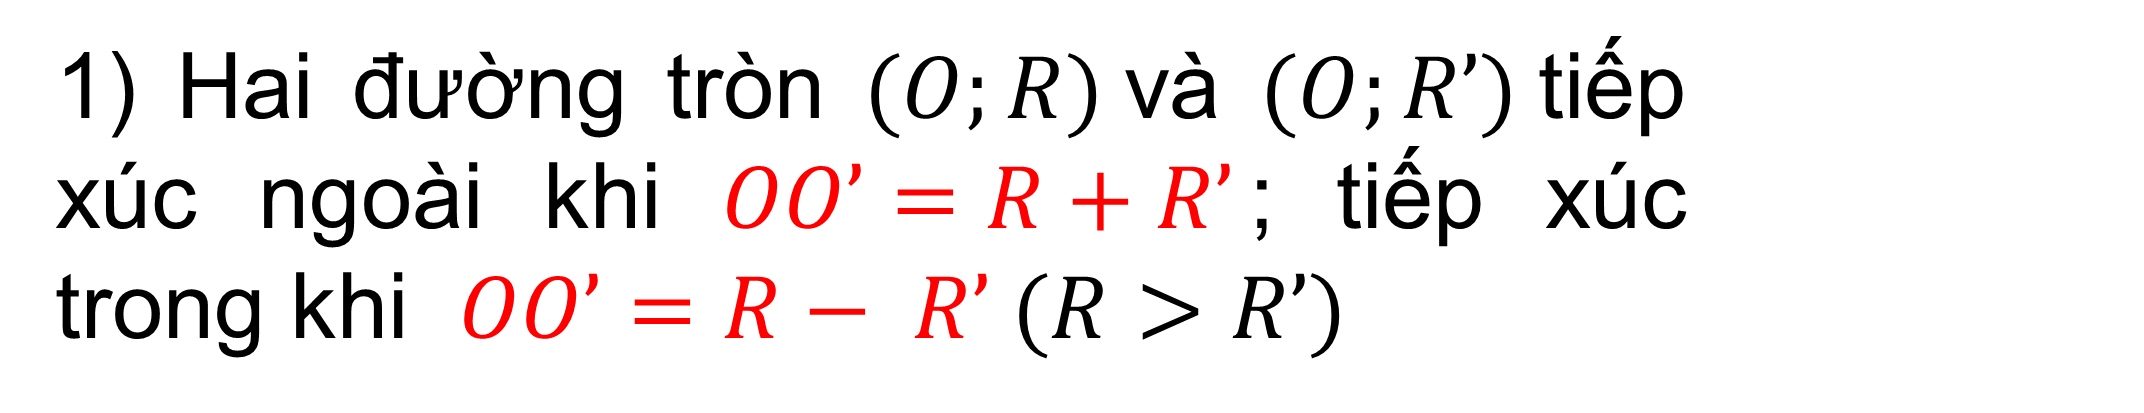 1) Hai đường tròn (O; R) và (O; R’) tiếp
xúc ngoài khi OO’ = R + R’ ; tiếp xúc
trong khi OO’ = R − R’ (R > R’)